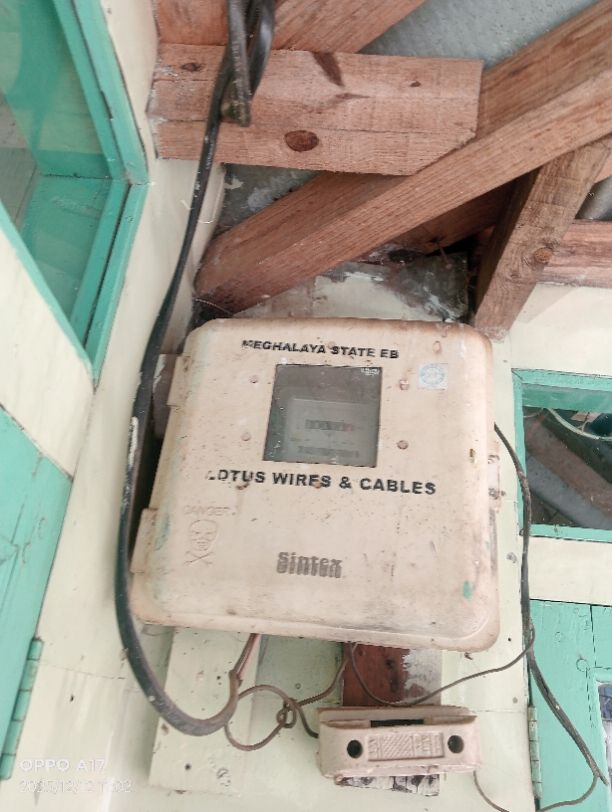 MEGHALAYA STATE EB
LOTUS WIRES & CABLES
DANGER
Sintex
OPPO A17